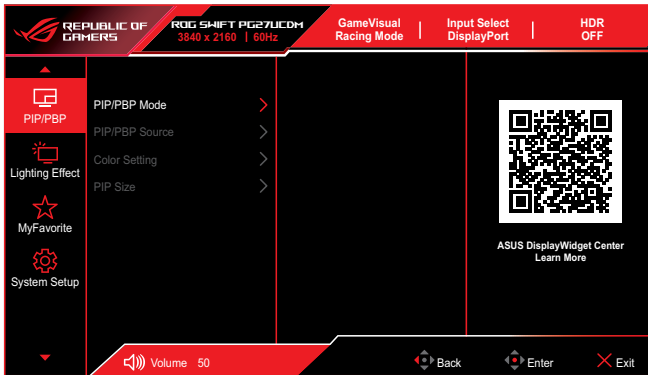 REPUBLIC OF
GAMERS
ROG SWIFT PG27UCDM
3840 x 2160 | 60Hz
GameVisual
Racing Mode
Input Select
DisplayPort
HDR
OFF
PIP/PBP
Lighting Effect
MyFavorite
System Setup
PIP/PBP Mode
PIP/PBP Source
Color Setting
PIP Size
ASUS DisplayWidget Center
Learn More
Volume 50
Back
Enter
Exit